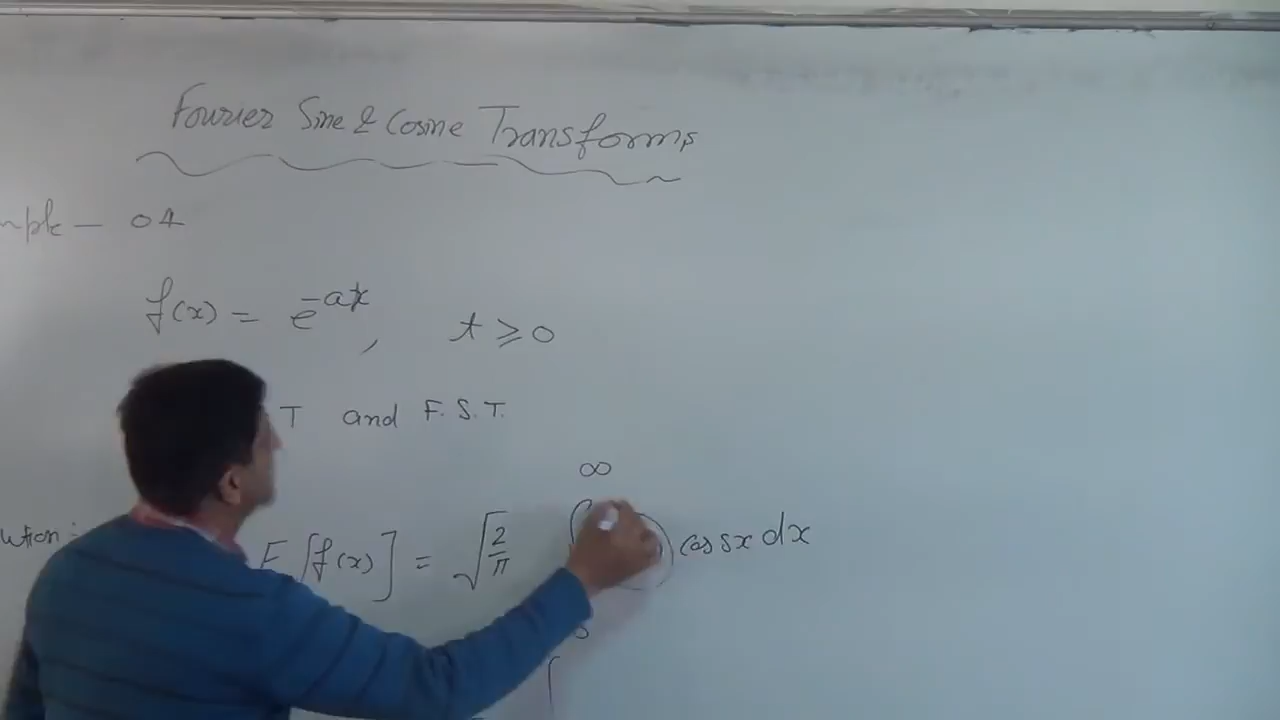 Fourier Sine & Cosine Transforms
mple — 04
f(x) = e^{-ax}, t ≥ 0
T and F.S.T.
ution :-
F [f(x)] = √(2/π) ∫ ∞ cos sx dx